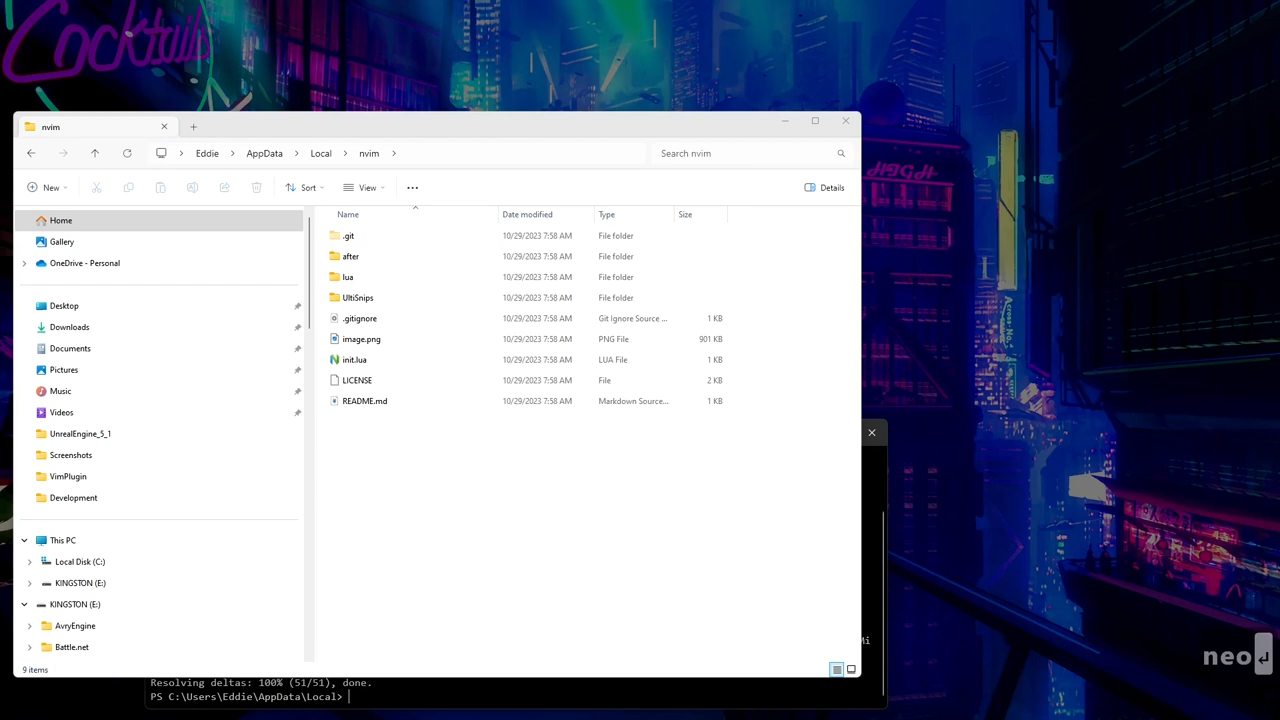 Cocktails
nvim
Eddie
AppData
Local
nvim
Search nvim
New
Sort
View
Details
Name
Date modified
Type
Size
Home
Gallery
OneDrive - Personal
Desktop
Downloads
Documents
Pictures
Music
Videos
UnrealEngine_5_1
Screenshots
VimPlugin
Development
This PC
Local Disk (C:)
KINGSTON (E:)
KINGSTON (E:)
AvryEngine
Battle.net
.git 10/29/2023 7:58 AM File folder
after 10/29/2023 7:58 AM File folder
lua 10/29/2023 7:58 AM File folder
UltiSnips 10/29/2023 7:58 AM File folder
.gitignore 10/29/2023 7:58 AM Git Ignore Source ... 1 KB
image.png 10/29/2023 7:58 AM PNG File 901 KB
init.lua 10/29/2023 7:58 AM LUA File 1 KB
LICENSE 10/29/2023 7:58 AM File 2 KB
README.md 10/29/2023 7:58 AM Markdown Source... 1 KB
9 items
HIGH
Mi
Resolving deltas: 100% (51/51), done.
PS C:\Users\Eddie\AppData\Local>
neo↵